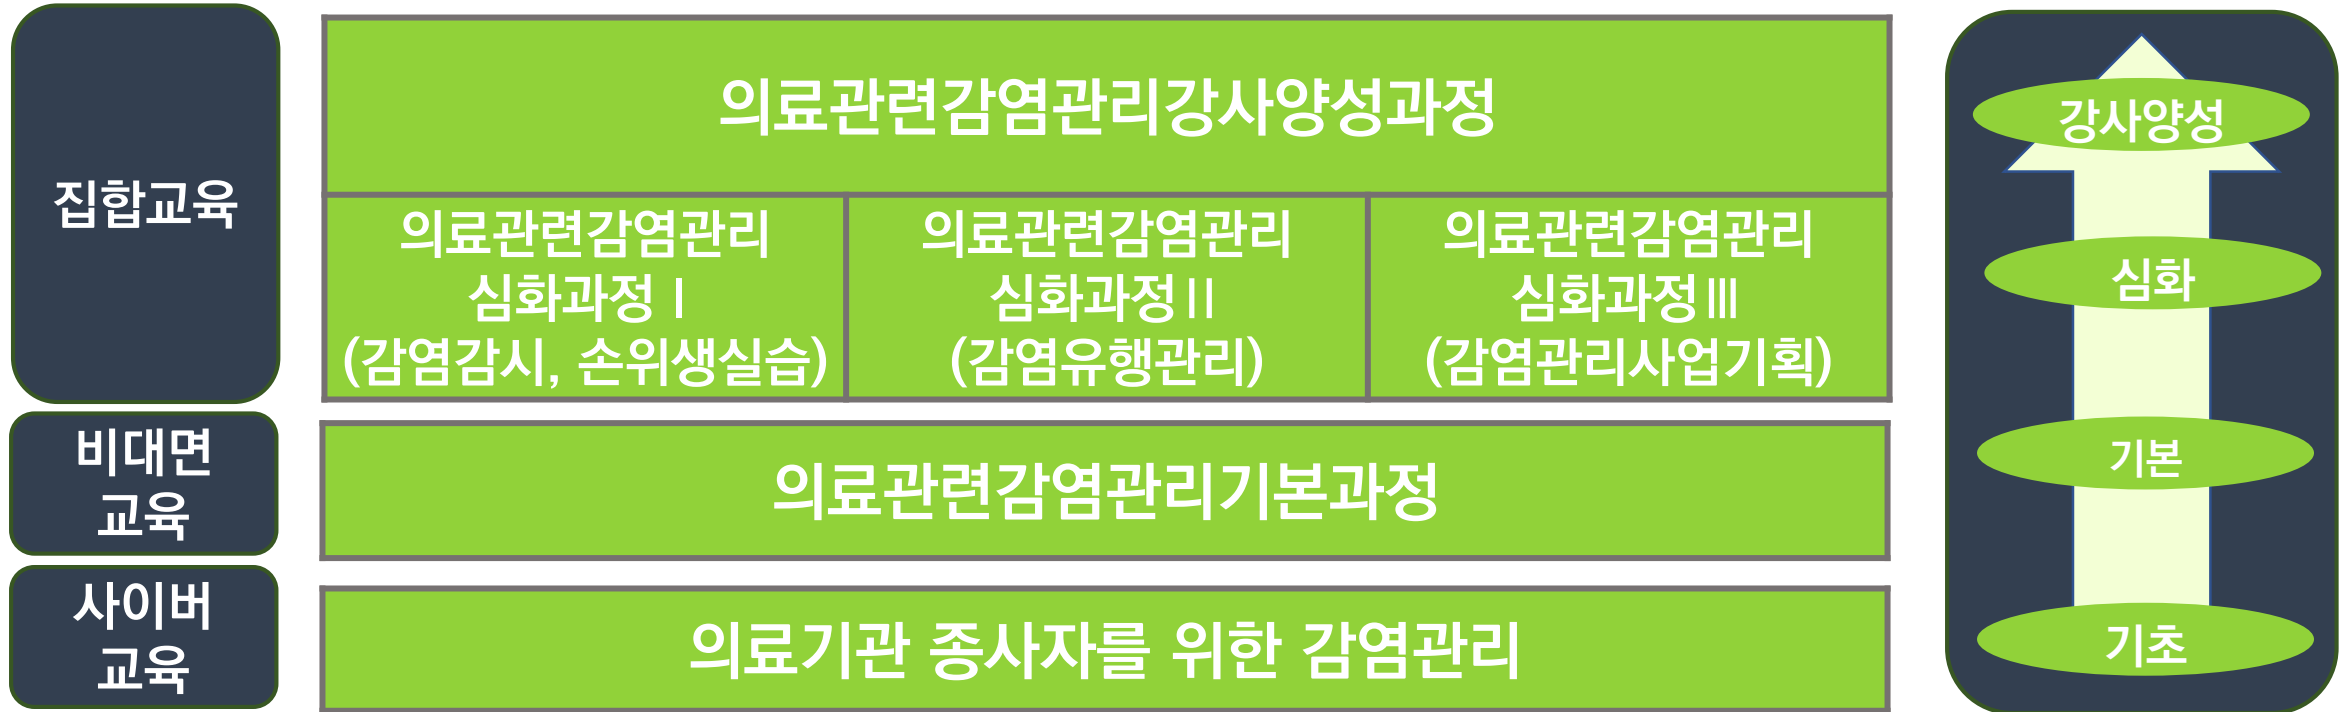 집합교육
의료관련감염관리강사양성과정
의료관련감염관리
심화과정Ⅰ
(감염감시, 손위생실습)
의료관련감염관리
심화과정Ⅱ
(감염유행관리)
의료관련감염관리
심화과정Ⅲ
(감염관리사업기획)
비대면
교육
의료관련감염관리기본과정
사이버
교육
의료기관 종사자를 위한 감염관리
강사양성
심화
기본
기초